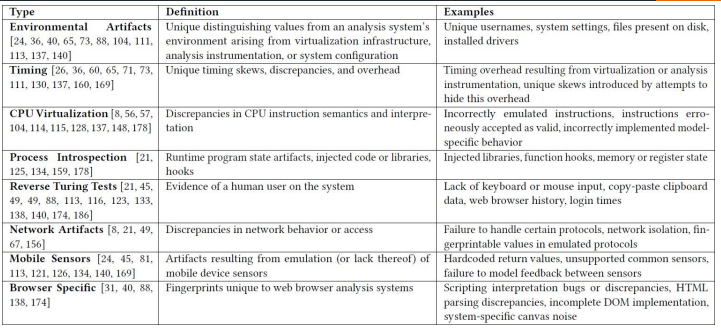 Type Definition Examples
Environmental Artifacts Unique distinguishing values from an analysis system's Unique usernames, system settings, files present on disk,
[24, 36, 40, 65, 73, 88, 104, 111, environment arising from virtualization infrastructure, installed drivers
113, 137, 140] analysis instrumentation, or system configuration
Timing [26, 36, 60, 65, 71, 73, Unique timing skews, discrepancies, and overhead Timing overhead resulting from virtualization or analysis
111, 130, 137, 160, 169] instrumentation, unique skews introduced by attempts to
hide this overhead
CPU Virtualization [8, 56, 57, Discrepancies in CPU instruction semantics and interpre- Incorrectly emulated instructions, instructions erro-
104, 114, 115, 128, 137, 148, 178] tation neously accepted as valid, incorrectly implemented model-
specific behavior
Process Introspection [21, Runtime program state artifacts, injected code or libraries, Injected libraries, function hooks, memory or register state
125, 134, 159, 178] hooks
Reverse Turing Tests [21, 45, Evidence of a human user on the system Lack of keyboard or mouse input, copy-paste clipboard
49, 49, 88, 113, 116, 123, 133, data, web browser history, login times
138, 140, 174, 186]
Network Artifacts [8, 21, 49, Discrepancies in network behavior or access Failure to handle certain protocols, network isolation, fin-
67, 156] gerprintable values in emulated protocols
Mobile Sensors [24, 45, 81, Artifacts resulting from emulation (or lack thereof) of Hardcoded return values, unsupported common sensors,
113, 121, 126, 134, 140, 169] mobile device sensors failure to model feedback between sensors
Browser Specific [31, 40, 88, Fingerprints unique to web browser analysis systems Scripting interpretation bugs or discrepancies, HTML
138, 174] parsing discrepancies, incomplete DOM implementation,
system-specific canvas noise